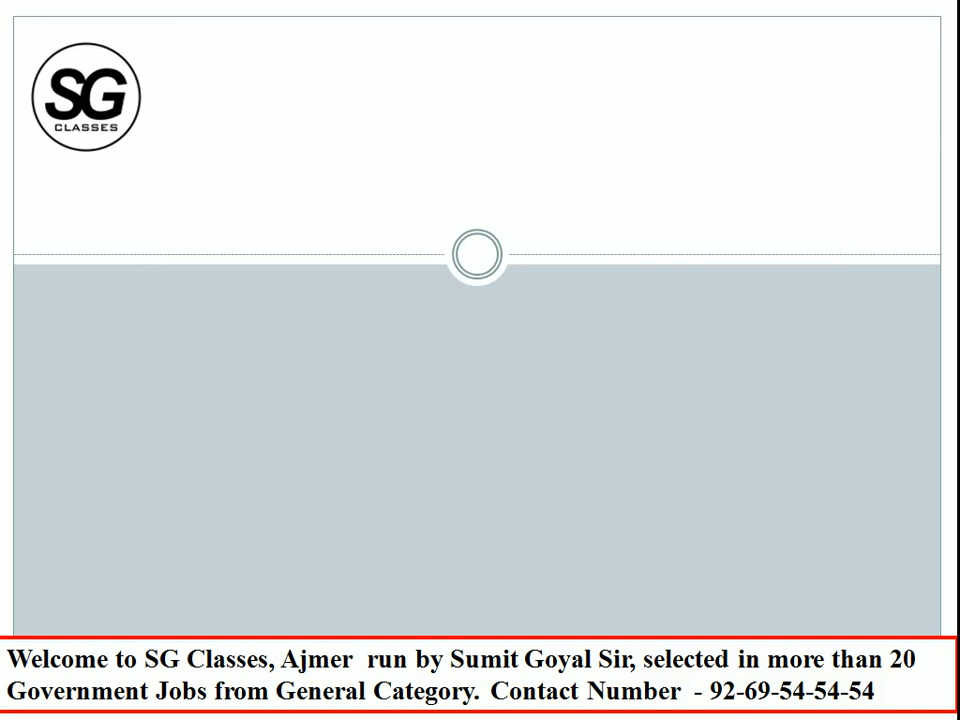 SG
CLASSES
Welcome to SG Classes, Ajmer run by Sumit Goyal Sir, selected in more than 20
Government Jobs from General Category. Contact Number - 92-69-54-54-54